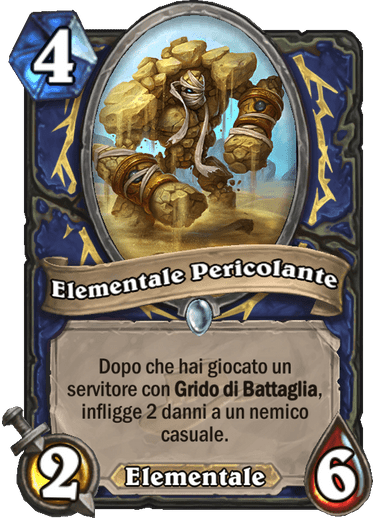 4
Elementale Pericolante
Dopo che hai giocato un
servitore con Grido di Battaglia,
infligge 2 danni a un nemico
casuale.
2
Elementale
6